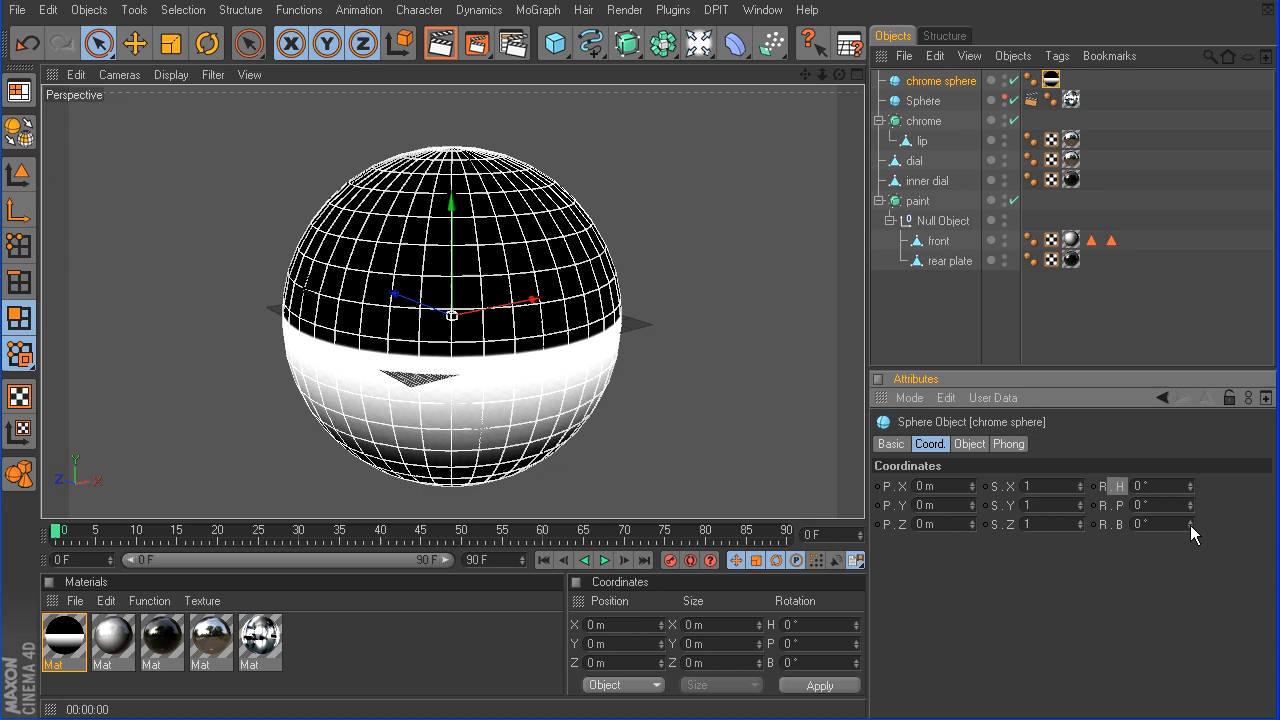 File Edit Objects Tools Selection Structure Functions Animation Character Dynamics MoGraph Hair Render Plugins DPIT Window Help
Edit Cameras Display Filter View
Perspective
Y
Z X
0 5 10 15 20 25 30 35 40 45 50 55 60 65 70 75 80 85 90 0 F
0 F 0 F 90 F 90 F
Materials
File Edit Function Texture
Mat Mat Mat Mat Mat
Coordinates
Position Size Rotation
X 0 m X 0 m H 0 °
Y 0 m Y 0 m P 0 °
Z 0 m Z 0 m B 0 °
Object Size Apply
00:00:00
MAXON
CINEMA 4D
Objects Structure
File Edit View Objects Tags Bookmarks
chrome sphere
Sphere
chrome
lip
dial
inner dial
paint
Null Object
front
rear plate
Attributes
Mode Edit User Data
Sphere Object [chrome sphere]
Basic Coord. Object Phong
Coordinates
P . X 0 m S . X 1 R . H 0 °
P . Y 0 m S . Y 1 R . P 0 °
P . Z 0 m S . Z 1 R . B 0 °